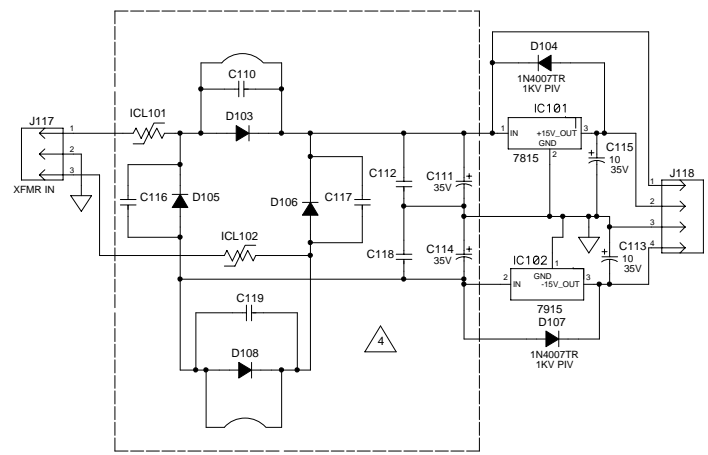 D104
1N4007TR
1KV PIV
C110
J117
ICL101
D103
IC101
1
1
IN
+15V_OUT
3
1
2
GND
C115
J118
2
7815
10
35V
1
3
C112
C111
35V
2
XFMR IN
C116
D105
D106
C117
3
4
ICL102
C118
C114
35V
IC102
C113
10
35V
GND
1
2
IN
-15V_OUT
3
C119
7915
D107
4
D108
1N4007TR
1KV PIV